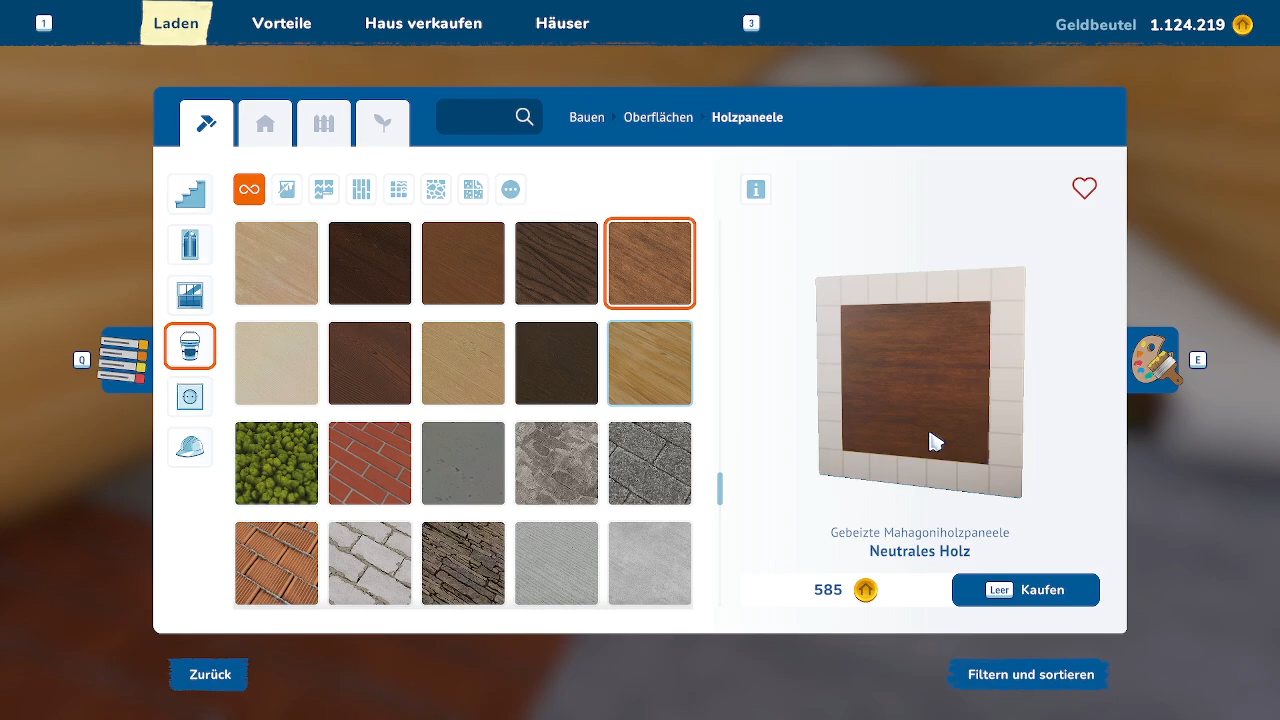 1 Laden Vorteile Haus verkaufen Häuser 3 Geldbeutel 1.124.219
Bauen Oberflächen Holzpaneele
Q
E
Gebeizte Mahagoniholzpaneele
Neutrales Holz
585 Leer Kaufen
Zurück Filtern und sortieren